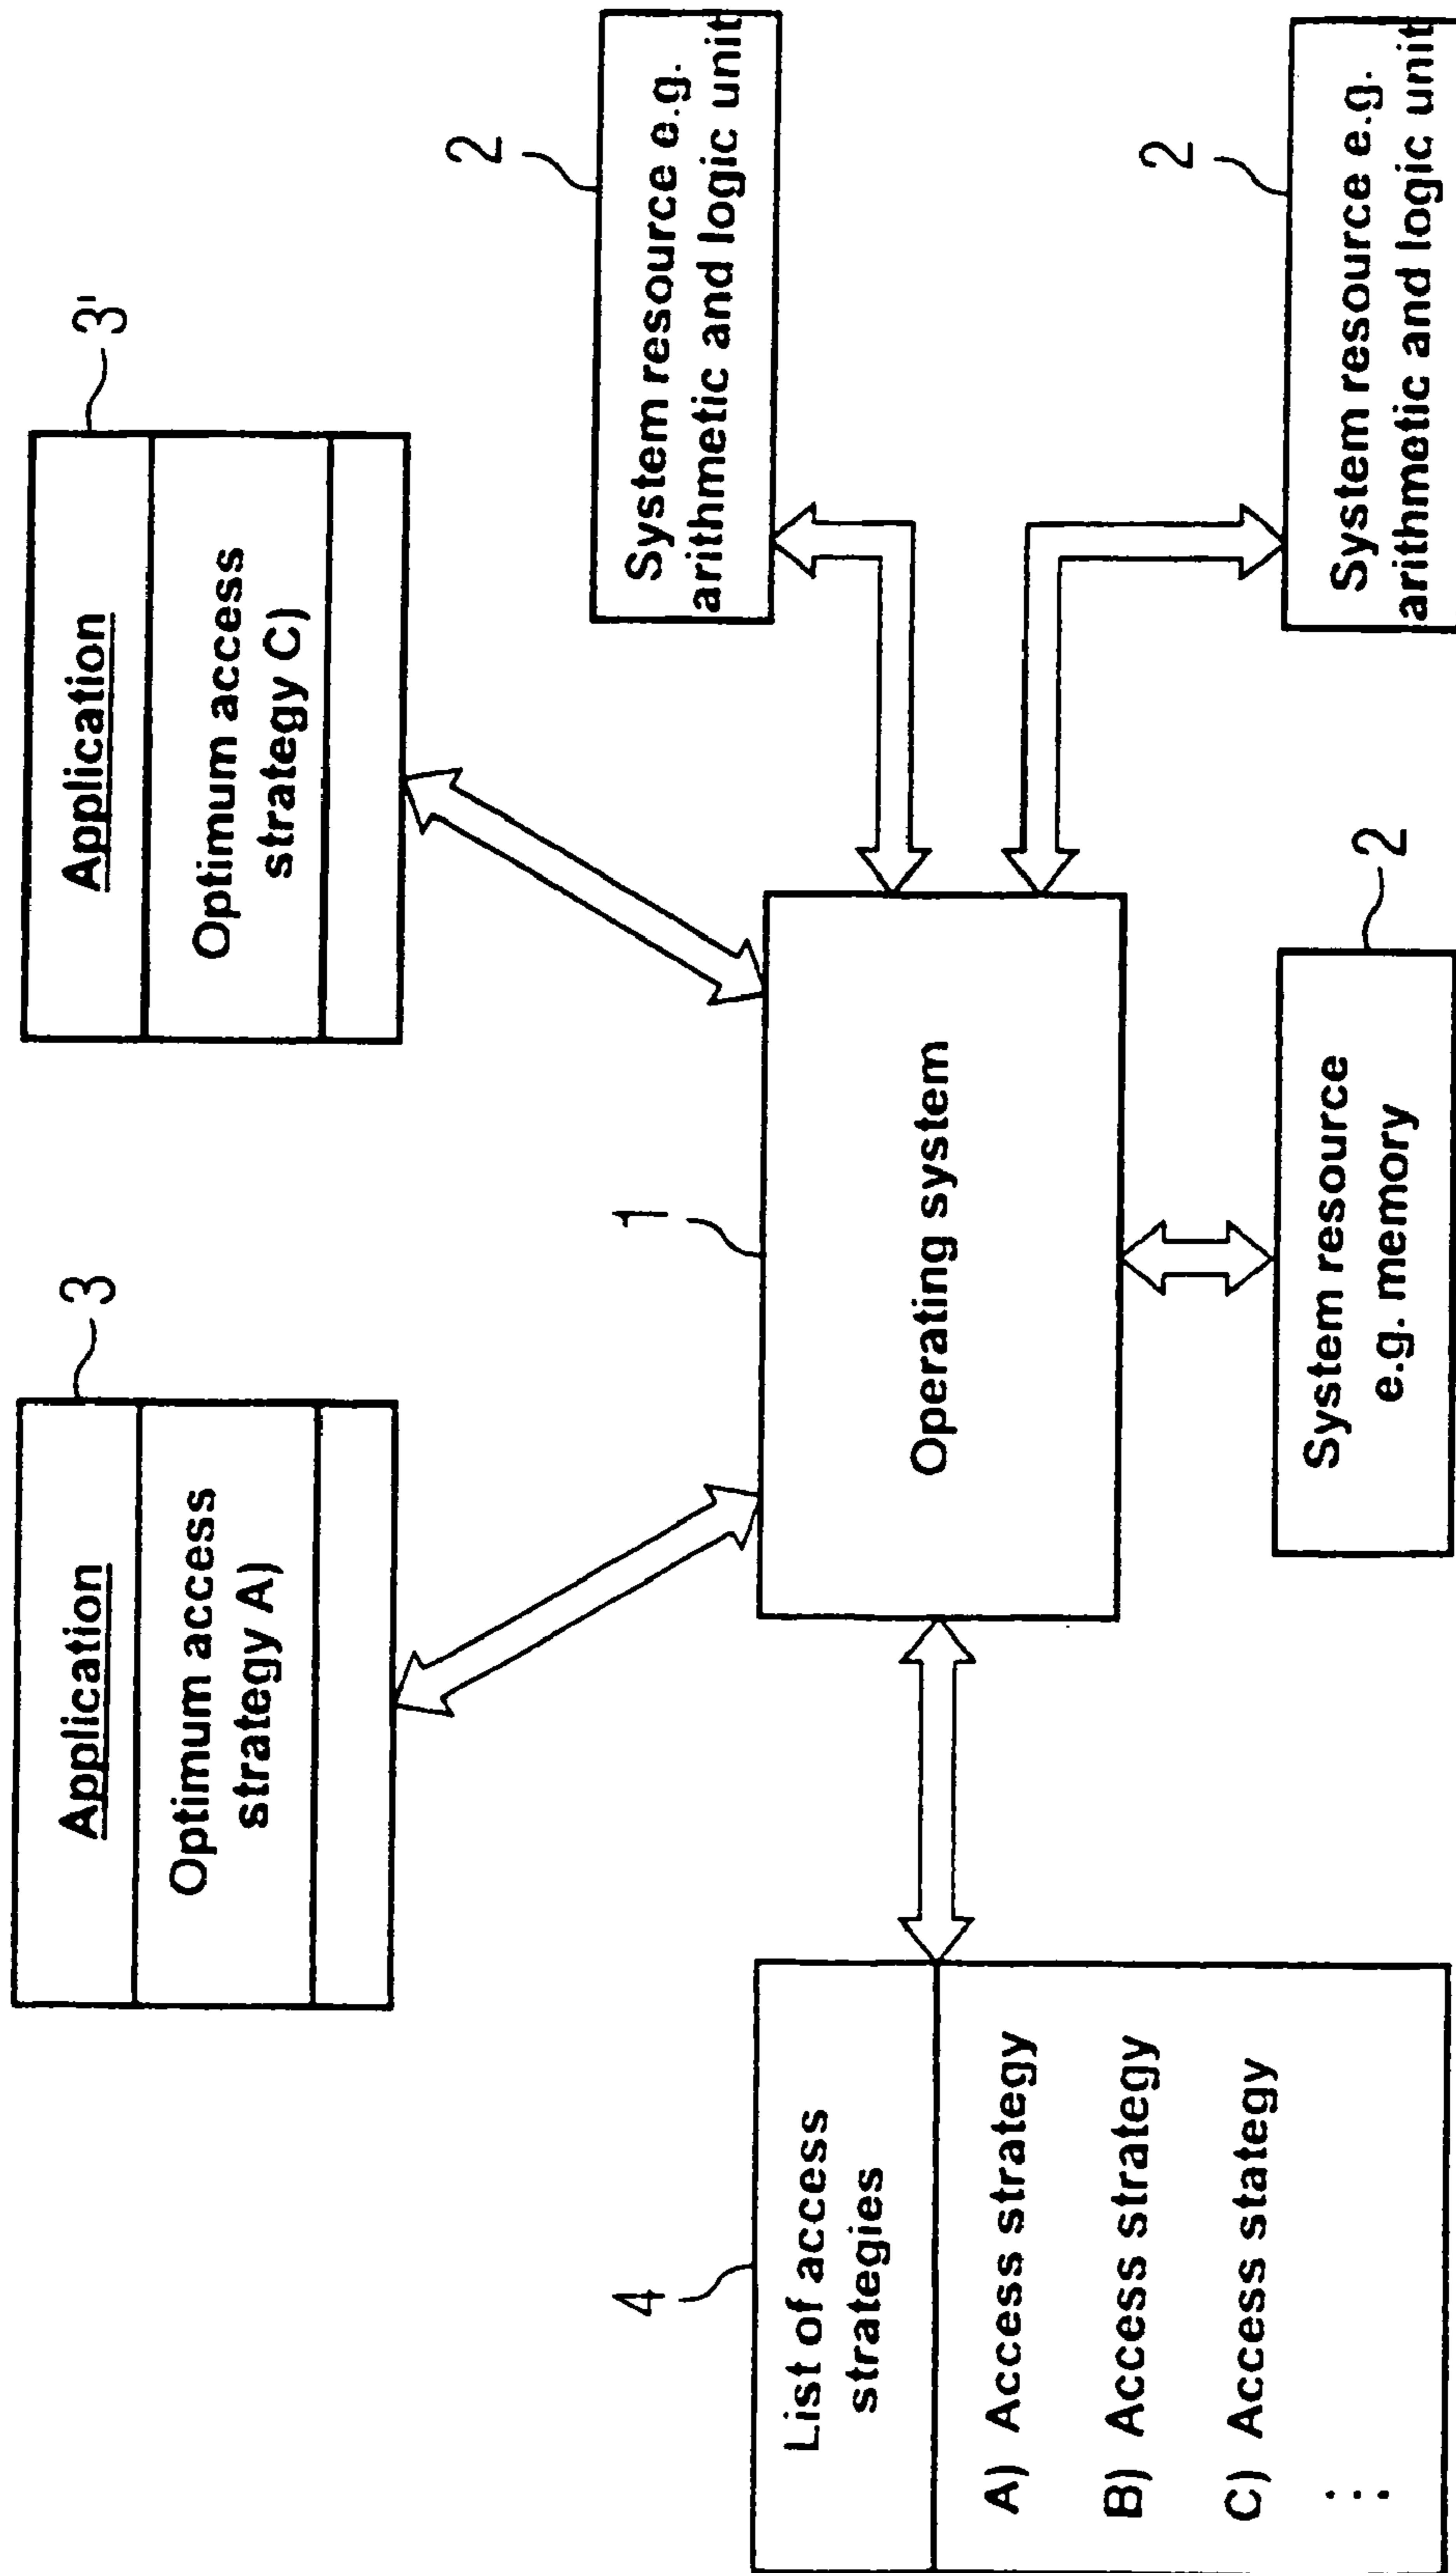 3
Application
Optimum access
strategy A)
3'
Application
Optimum access
strategy C)
4
List of access
strategies
A) Access strategy
B) Access strategy
C) Access stategy
⋮
1
Operating system
2
System resource e.g.
arithmetic and logic unit
2
System resource
e.g. memory
2
System resource e.g.
arithmetic and logic unit